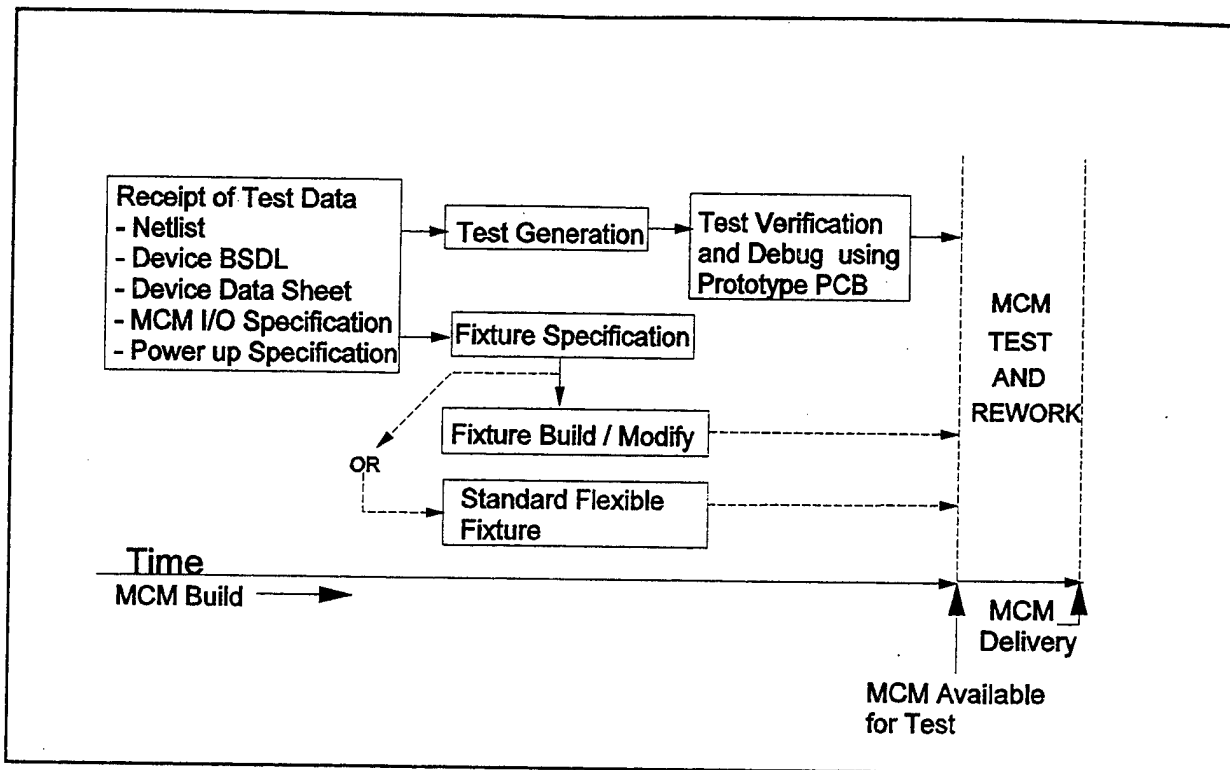 Receipt of Test Data
- Netlist
- Device BSDL
- Device Data Sheet
- MCM I/O Specification
- Power up Specification
Test Generation
Test Verification
and Debug using
Prototype PCB
Fixture Specification
Fixture Build / Modify
OR
Standard Flexible
Fixture
MCM
TEST
AND
REWORK
Time
MCM Build
MCM
Delivery
MCM Available
for Test